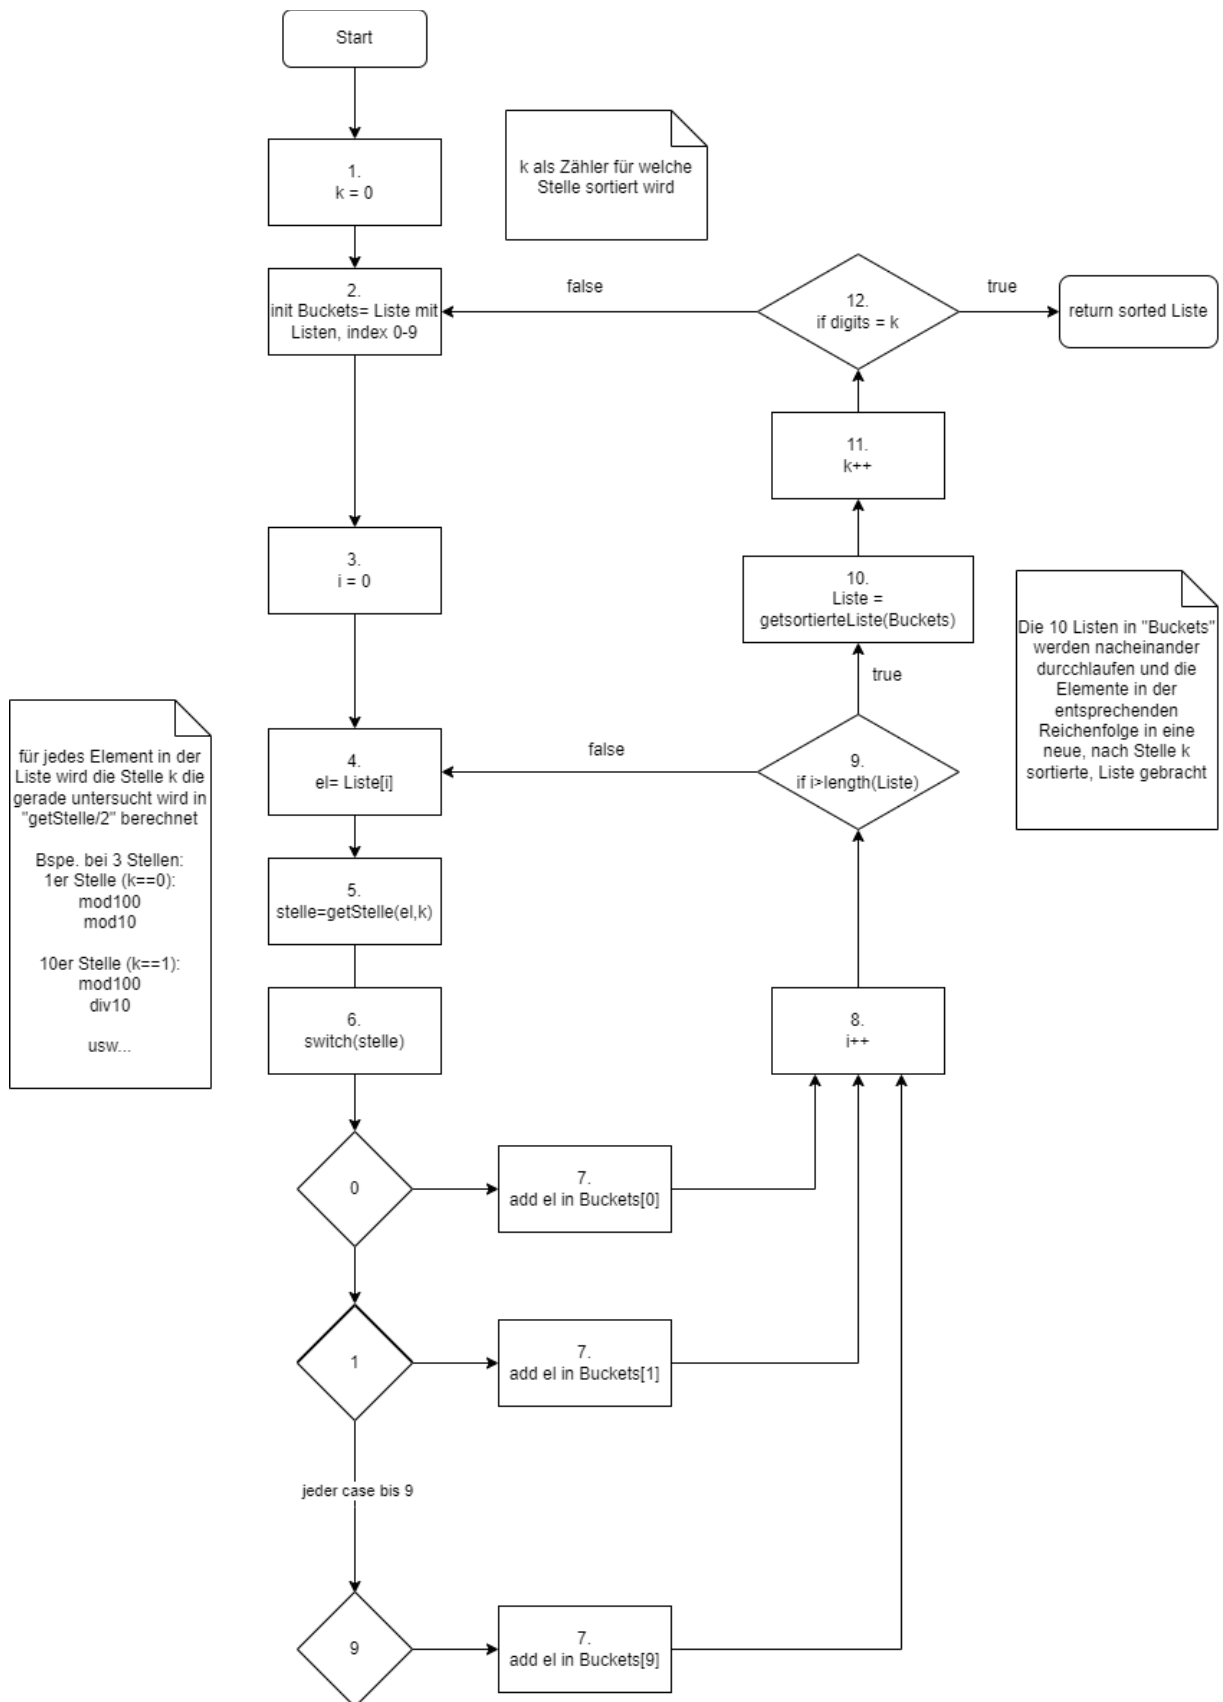 Start
1.
k = 0
k als Zähler für welche
Stelle sortiert wird
2.
init Buckets= Liste mit
Listen, index 0-9
false
12.
if digits = k
true
return sorted Liste
11.
k++
3.
i = 0
10.
Liste =
getsortierteListe(Buckets)
Die 10 Listen in "Buckets"
werden nacheinander
durcchlaufen und die
Elemente in der
entsprechenden
Reichenfolge in eine
neue, nach Stelle k
sortierte, Liste gebracht
true
für jedes Element in der
Liste wird die Stelle k die
gerade untersucht wird in
"getStelle/2" berechnet
Bspe. bei 3 Stellen:
1er Stelle (k==0):
mod100
mod10
10er Stelle (k==1):
mod100
div10
usw...
4.
el= Liste[i]
false
9.
if i>length(Liste)
5.
stelle=getStelle(el,k)
6.
switch(stelle)
8.
i++
0
7.
add el in Buckets[0]
1
7.
add el in Buckets[1]
jeder case bis 9
9
7.
add el in Buckets[9]